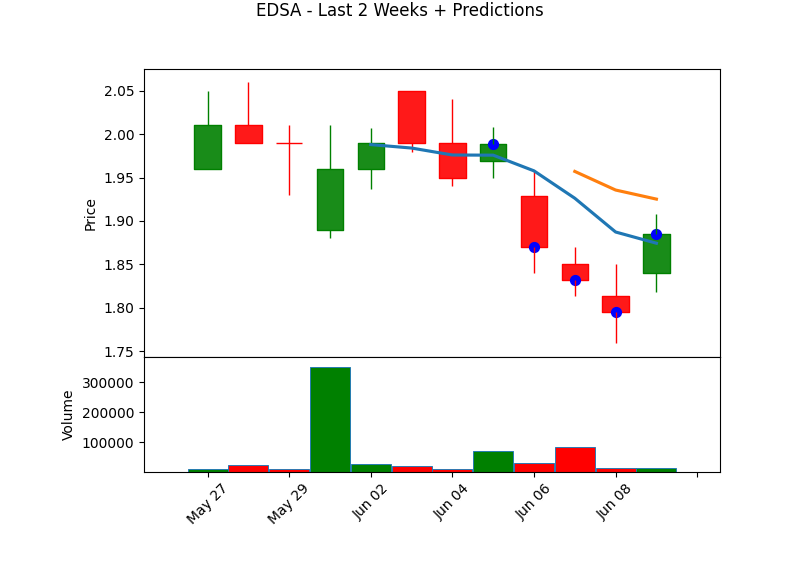 EDSA - Last 2 Weeks + Predictions
2.05
2.00
1.95
1.90
1.85
1.80
1.75
Price
300000
200000
100000
Volume
May 27
May 29
Jun 02
Jun 04
Jun 06
Jun 08